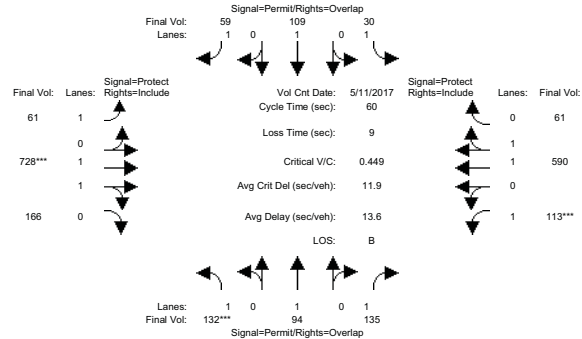 Signal=Permit/Rights=Overlap
Final Vol: 59 109 30
Lanes: 1 0 1 0 1
Signal=Protect
Final Vol: Lanes: Rights=Include
Vol Cnt Date: 5/11/2017
Signal=Protect
Rights=Include Lanes: Final Vol:
Cycle Time (sec): 60
61 1
0 61
Loss Time (sec): 9
0
1
728*** 1
Critical V/C: 0.449
1 590
1
Avg Crit Del (sec/veh): 11.9
0
166 0
Avg Delay (sec/veh): 13.6
1 113***
LOS: B
Lanes: 1 0 1 0 1
Final Vol: 132*** 94 135
Signal=Permit/Rights=Overlap